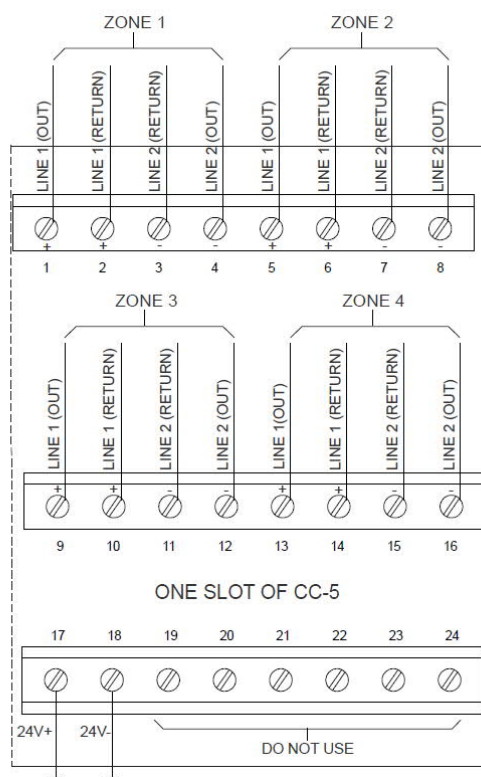 ZONE 1 ZONE 2
LINE 1 (OUT) LINE 1 (RETURN) LINE 2 (RETURN) LINE 2 (OUT) LINE 1 (OUT) LINE 1 (RETURN) LINE 2 (RETURN) LINE 2 (OUT)
+ + - - + + - -
1 2 3 4 5 6 7 8
ZONE 3 ZONE 4
LINE 1 (OUT) LINE 1 (RETURN) LINE 2 (RETURN) LINE 2 (OUT) LINE 1(OUT) LINE 1 (RETURN) LINE 2 (RETURN) LINE 2 (OUT)
+ + - - + + - -
9 10 11 12 13 14 15 16
ONE SLOT OF CC-5
17 18 19 20 21 22 23 24
24V+ 24V-
DO NOT USE